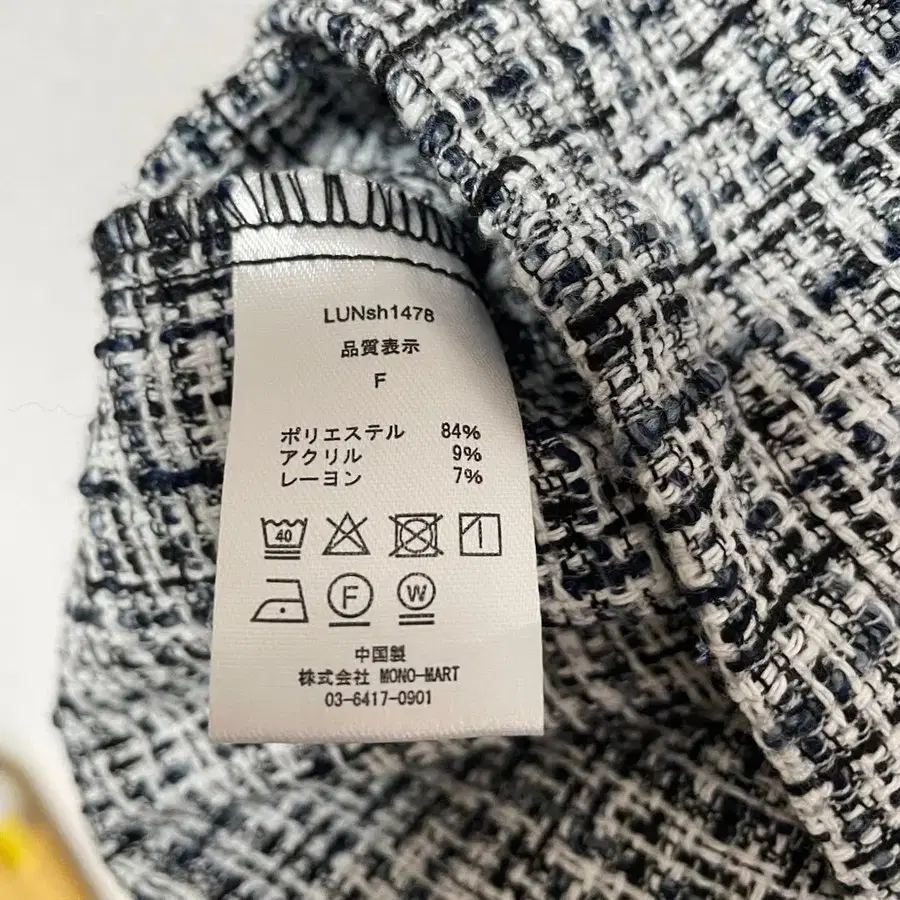 LUNsh1478
品質表示
F
ポリエステル 84%
アクリル 9%
レーヨン 7%
40
F W
中国製
株式会社 MONO-MART
03-6417-0901